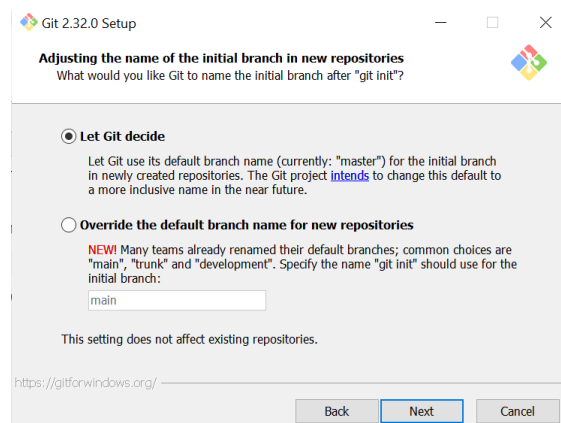 Git 2.32.0 Setup
Adjusting the name of the initial branch in new repositories
What would you like Git to name the initial branch after "git init"?
Let Git decide
Let Git use its default branch name (currently: "master") for the initial branch
in newly created repositories. The Git project intends to change this default to
a more inclusive name in the near future.
Override the default branch name for new repositories
NEW! Many teams already renamed their default branches; common choices are
"main", "trunk" and "development". Specify the name "git init" should use for the
initial branch:
main
This setting does not affect existing repositories.
https://gitforwindows.org/
Back Next Cancel